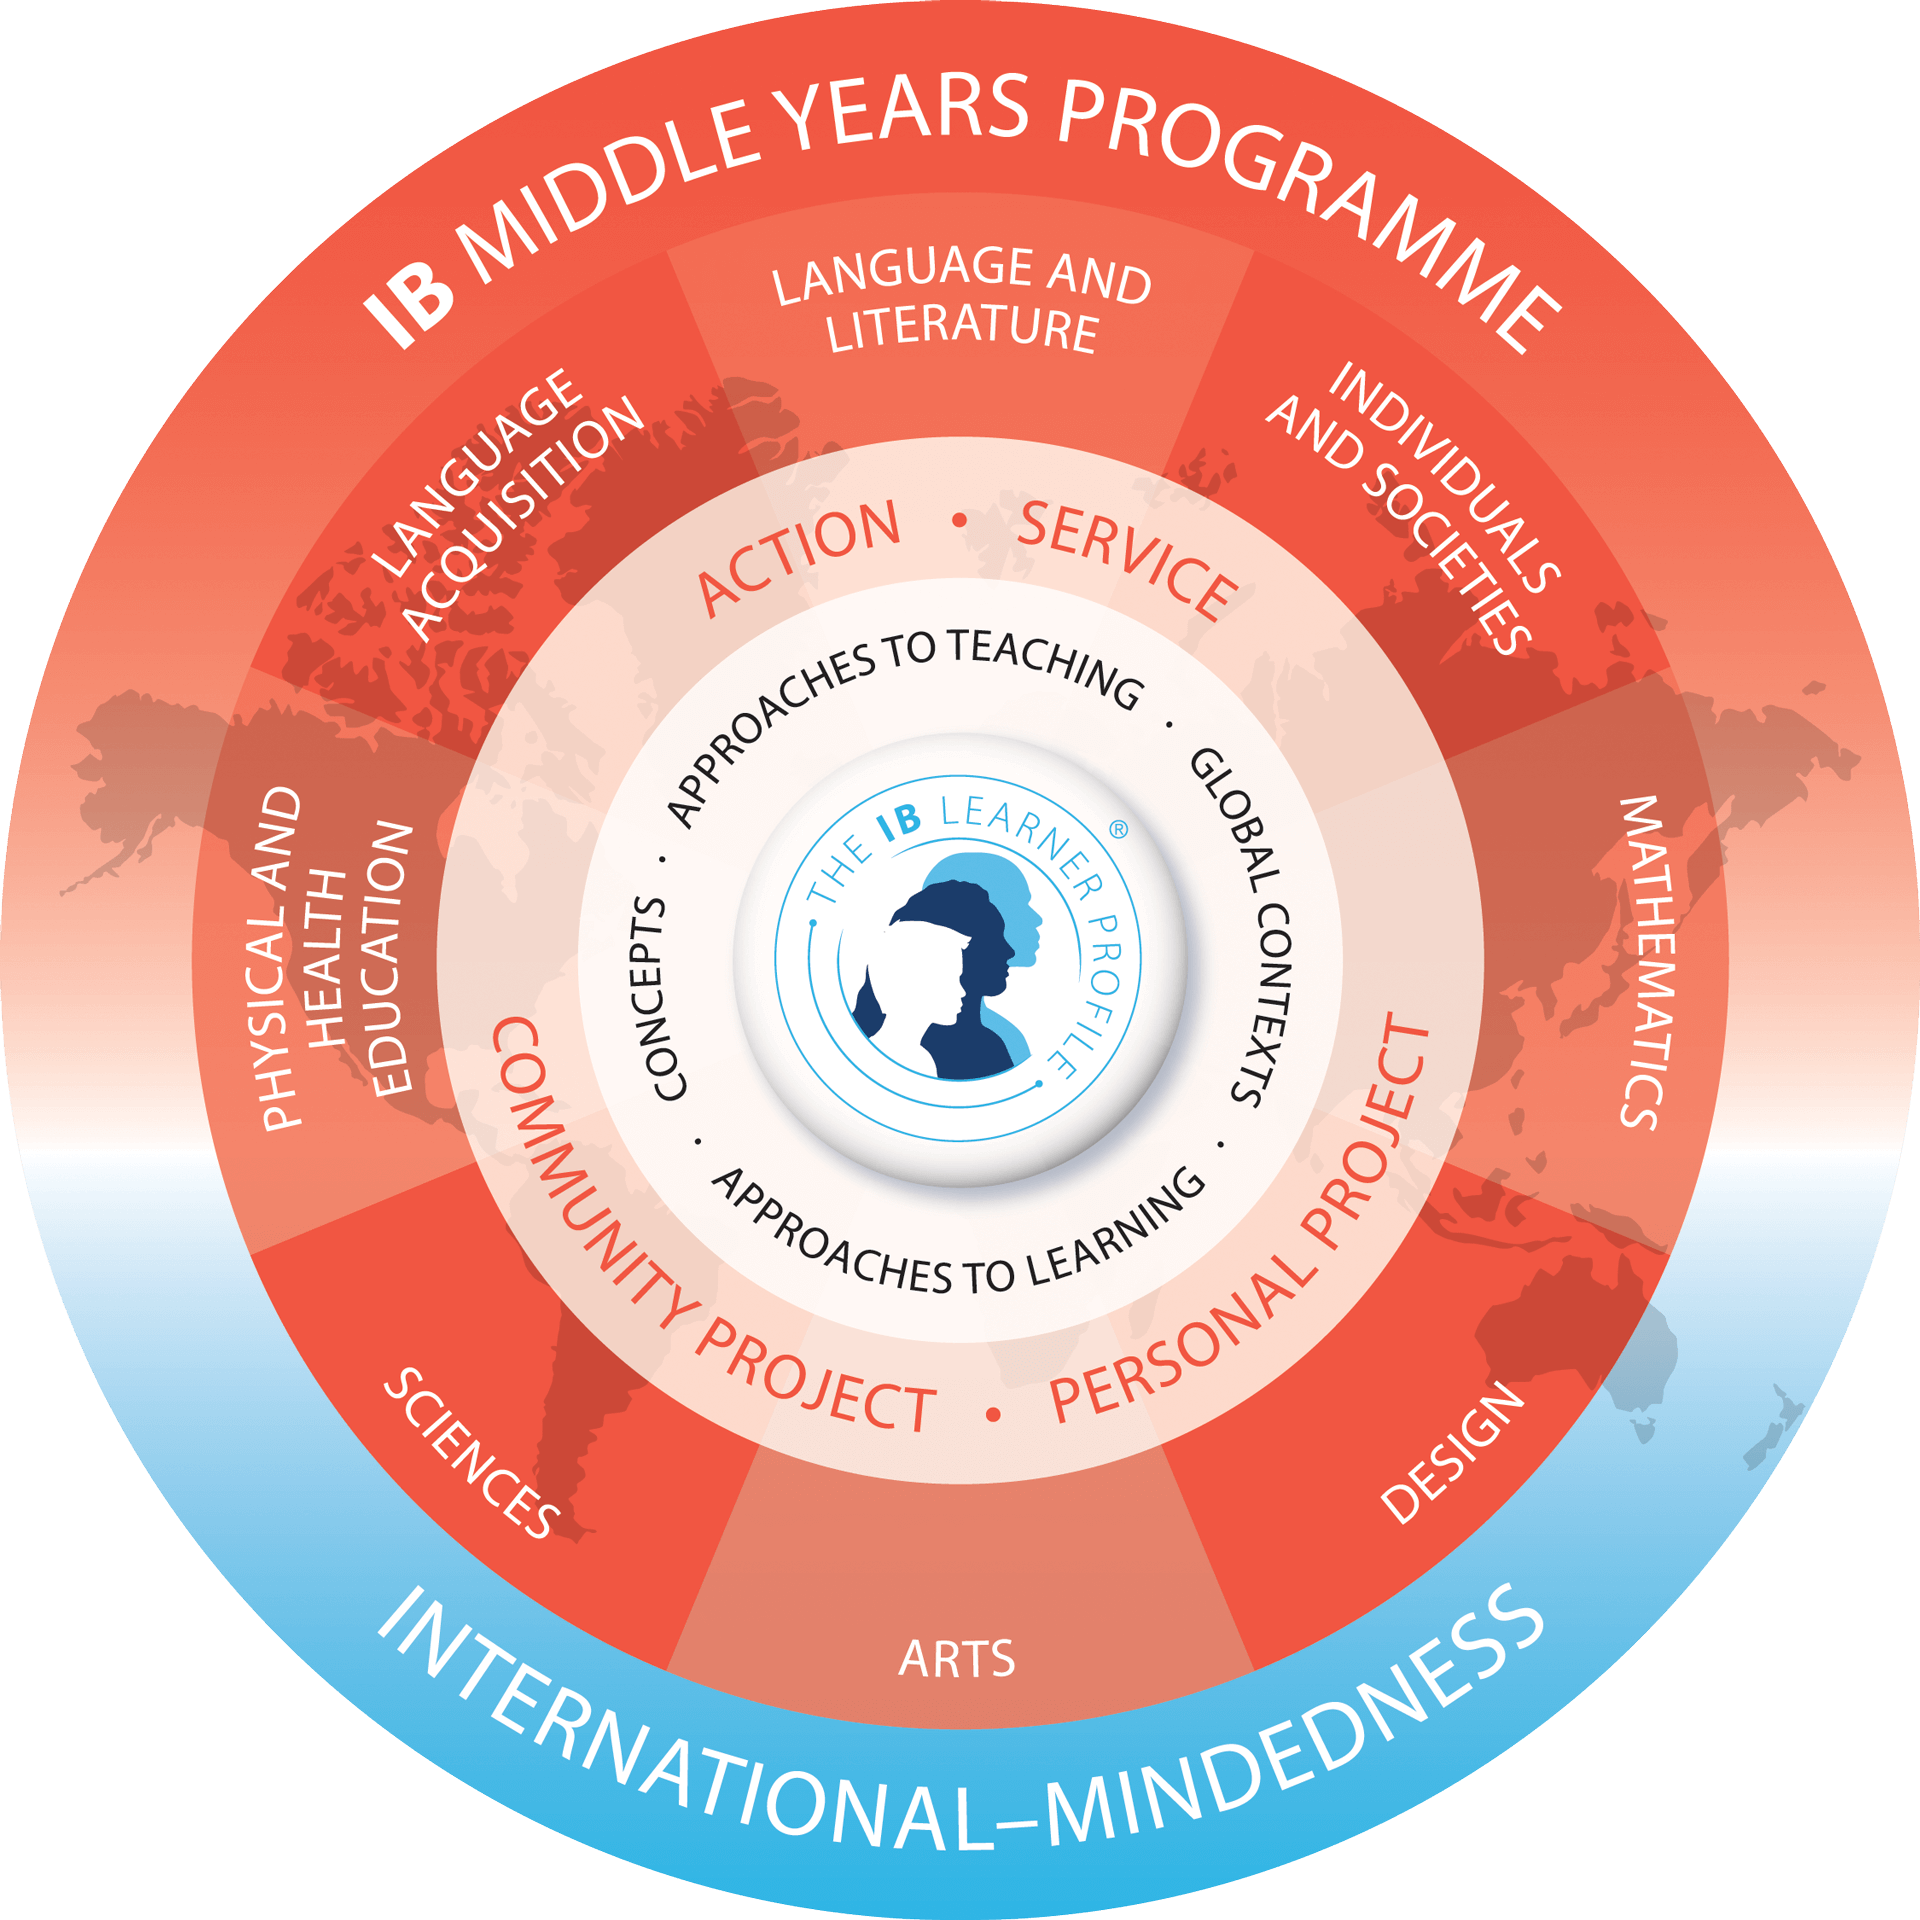 IB MIDDLE YEARS PROGRAMME
LANGUAGE AND
LITERATURE
INDIVIDUALS
AND SOCIETIES
MATHEMATICS
DESIGN
ARTS
SCIENCES
PHYSICAL AND
HEALTH
EDUCATION
LANGUAGE
ACQUISITION
ACTION • SERVICE
COMMUNITY PROJECT • PERSONAL PROJECT
APPROACHES TO TEACHING · GLOBAL CONTEXTS · APPROACHES TO LEARNING · CONCEPTS ·
THE IB LEARNER PROFILE ®
INTERNATIONAL–MINDEDNESS